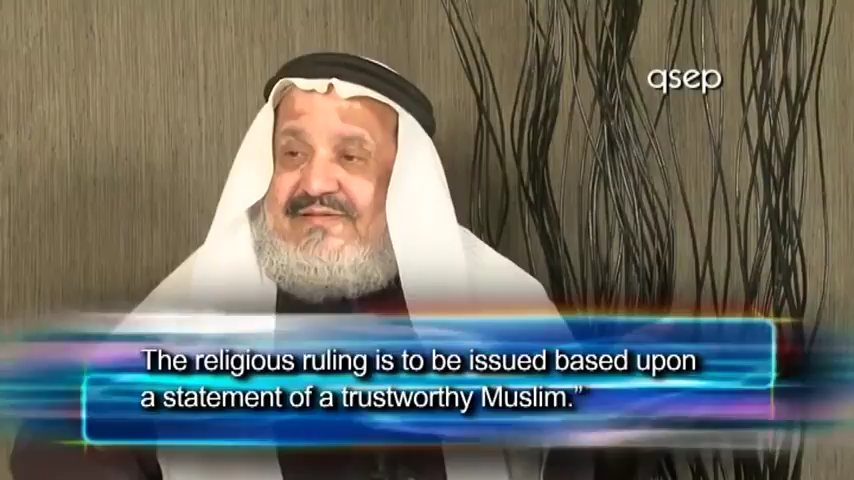 qsep
The religious ruling is to be issued based upon
a statement of a trustworthy Muslim.”